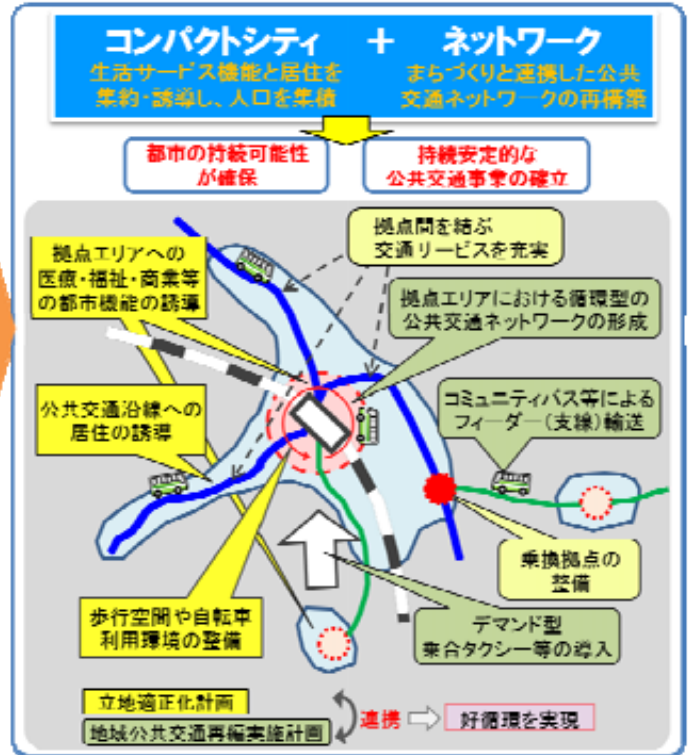 コンパクトシティ + ネットワーク
生活サービス機能と居住を
集約・誘導し、人口を集積
まちづくりと連携した公共
交通ネットワークの再構築
都市の持続可能性
が確保
持続安定的な
公共交通事業の確立
拠点エリアへの
医療・福祉・商業等
の都市機能の誘導
拠点間を結ぶ
交通サービスを充実
拠点エリアにおける循環型の
公共交通ネットワークの形成
公共交通沿線への
居住の誘導
コミュニティバス等による
フィーダー(支線)輸送
乗換拠点の
整備
歩行空間や自転車
利用環境の整備
デマンド型
乗合タクシー等の導入
立地適正化計画
地域公共交通再編実施計画
連携
好循環を実現